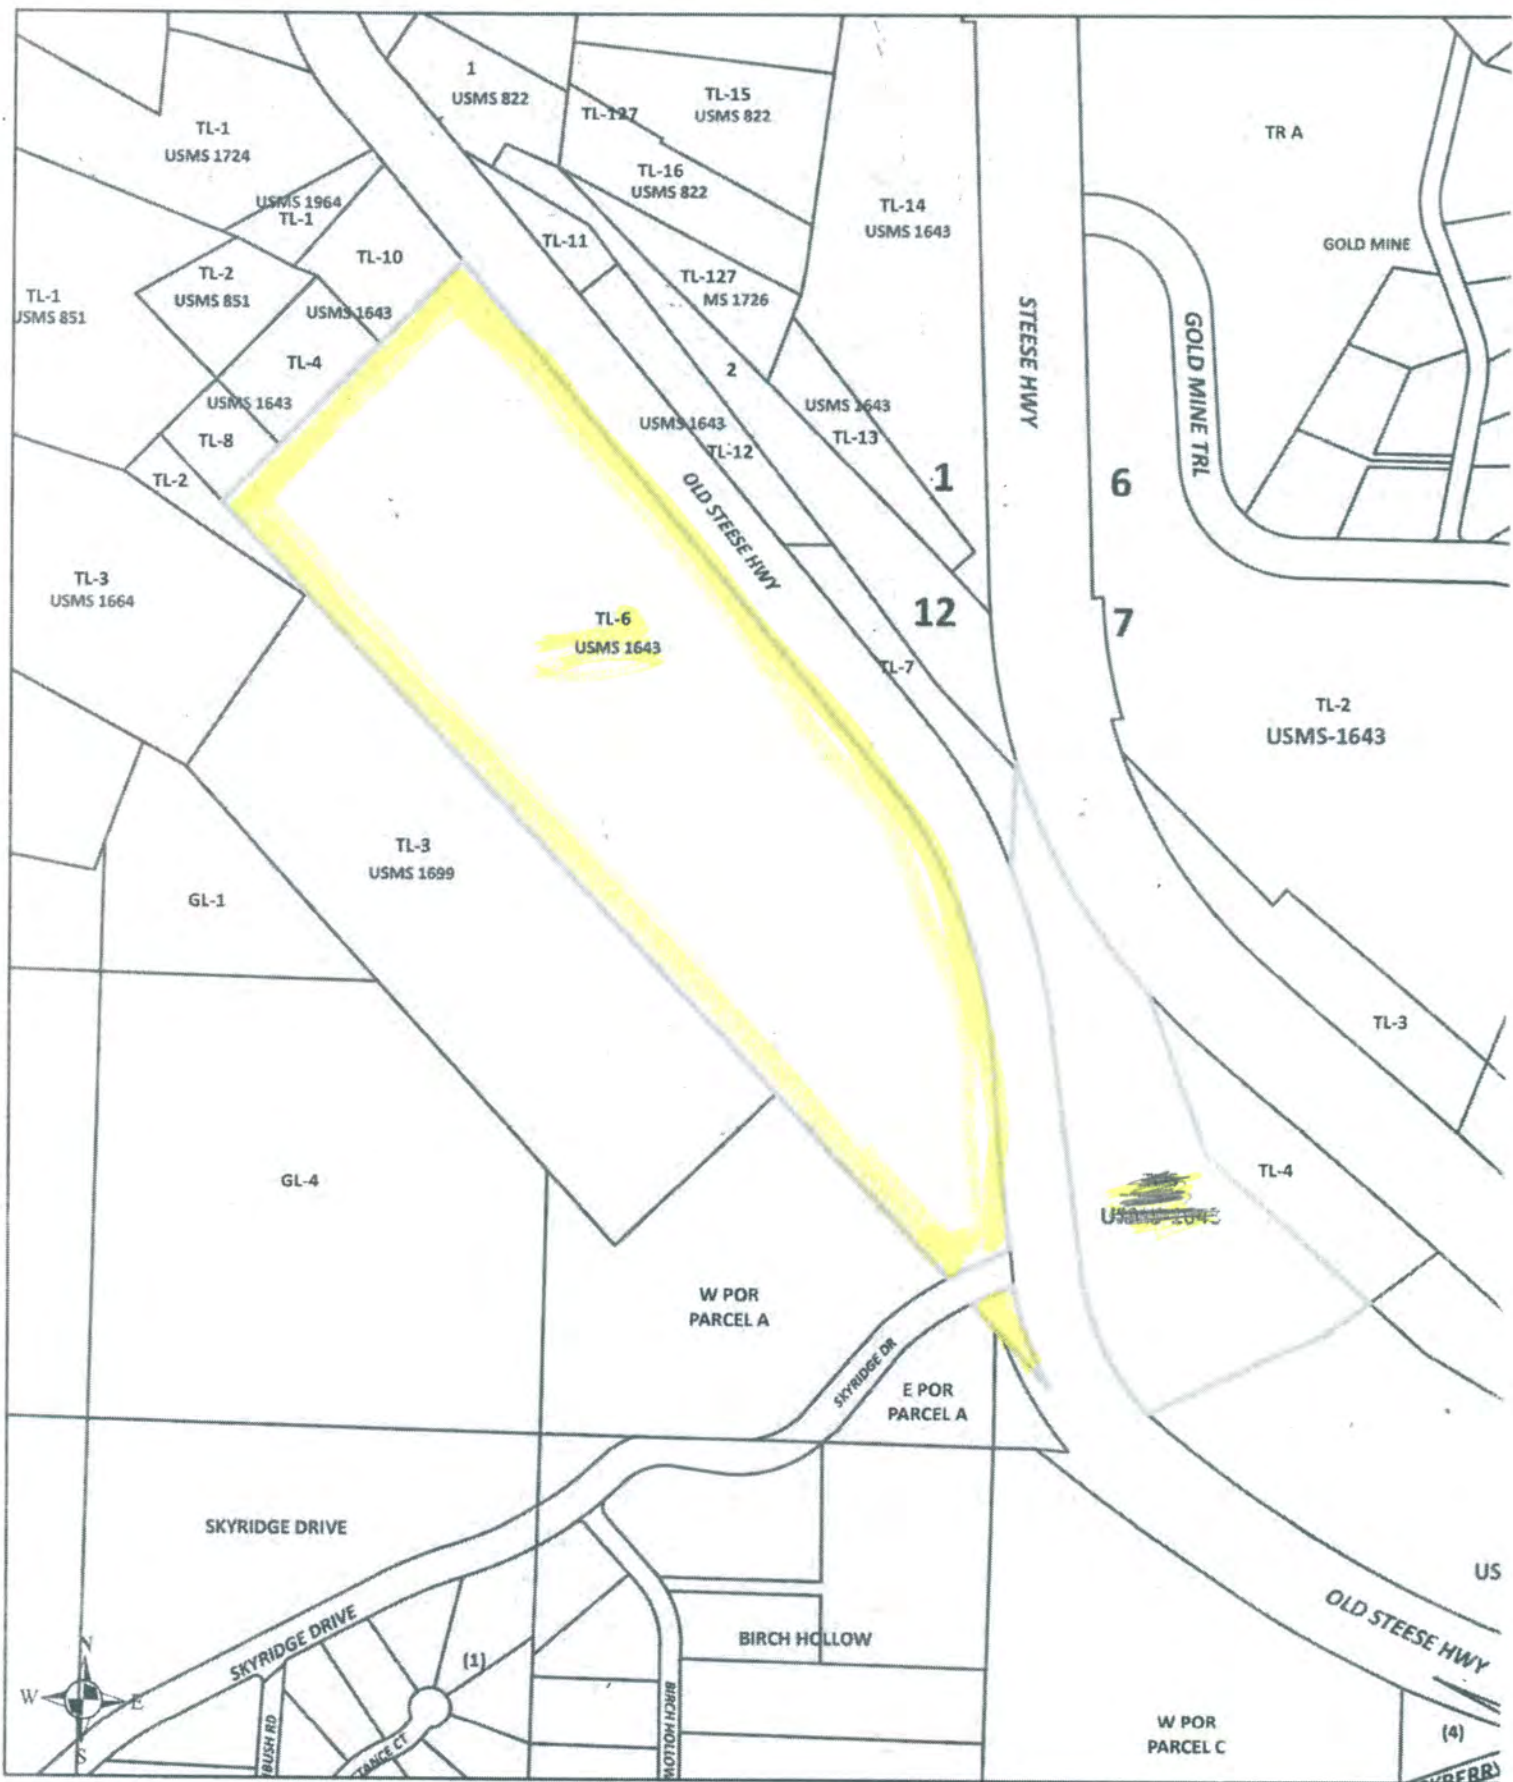 1
USMS 822
TL-15
USMS 822
TL-127
TL-1
USMS 1724
TR A
TL-16
USMS 822
USMS 1964
TL-1
TL-14
USMS 1643
TL-11
GOLD MINE
TL-10
TL-2
USMS 851
TL-127
MS 1726
TL-1
USMS 851
USMS 1643
STEESE HWY
GOLD MINE TRL
TL-4
2
USMS 1643
USMS 1643
USMS 1643
TL-8
TL-13
TL-12
TL-2
1
6
OLD STEESE HWY
TL-3
USMS 1664
12
7
TL-6
USMS 1643
TL-7
TL-2
USMS-1643
TL-3
USMS 1699
GL-1
TL-3
GL-4
TL-4
W POR
PARCEL A
SKYRIDGE DR
E POR
PARCEL A
SKYRIDGE DRIVE
US
OLD STEESE HWY
SKYRIDGE DRIVE
BIRCH HOLLOW
(1)
N
W
E
S
BIRCH HOLLOW
BUSH RD
TANCE CT
W POR
PARCEL C
(4)